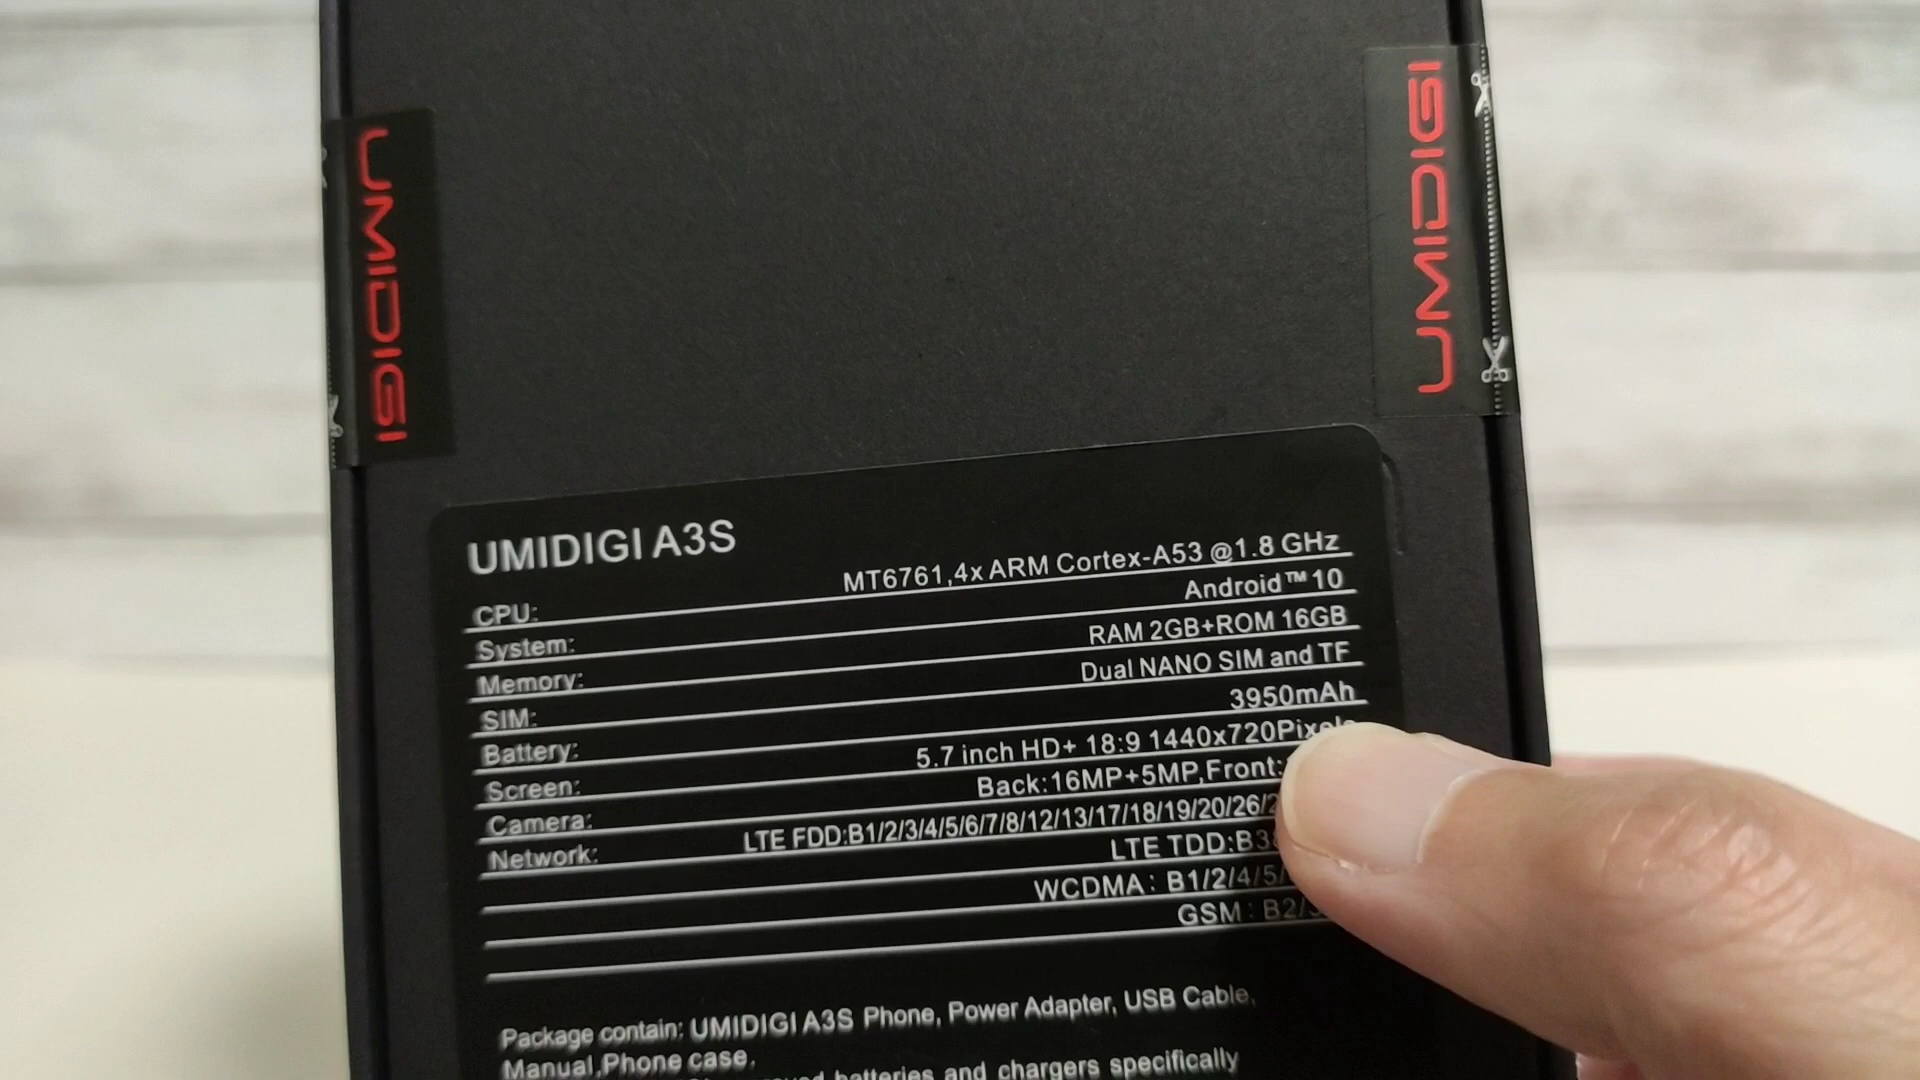 UMIDIGI
UMIDIGI
UMIDIGI A3S
CPU: MT6761,4x ARM Cortex-A53 @1.8 GHz
System: Android™ 10
Memory: RAM 2GB+ROM 16GB
SIM: Dual NANO SIM and TF
Battery: 3950mAh
Screen: 5.7 inch HD+ 18:9 1440x720Pixels
Camera: Back:16MP+5MP,Front:
Network: LTE FDD:B1/2/3/4/5/6/7/8/12/13/17/18/19/20/26/
LTE TDD:
WCDMA: B1/2/4/5/
GSM: B2/
Package contain: UMIDIGI A3S Phone, Power Adapter, USB Cable,
Manual,Phone case.
batteries and chargers specifically